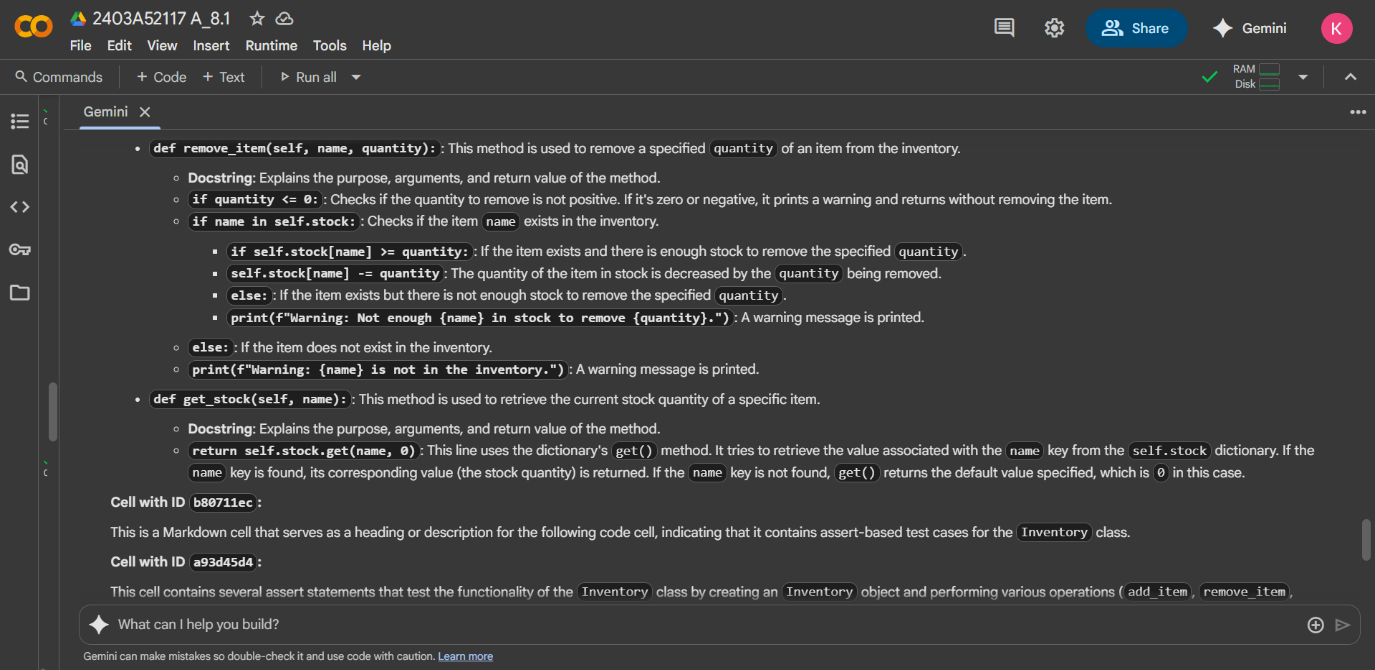 2403A52117 A_8.1
File Edit View Insert Runtime Tools Help
Share
Gemini
K
Commands + Code + Text Run all
RAM
Disk
Gemini
def remove_item(self, name, quantity): : This method is used to remove a specified quantity of an item from the inventory.
Docstring: Explains the purpose, arguments, and return value of the method.
if quantity <= 0: : Checks if the quantity to remove is not positive. If it's zero or negative, it prints a warning and returns without removing the item.
if name in self.stock: : Checks if the item name exists in the inventory.
if self.stock[name] >= quantity: : If the item exists and there is enough stock to remove the specified quantity .
self.stock[name] -= quantity : The quantity of the item in stock is decreased by the quantity being removed.
else: : If the item exists but there is not enough stock to remove the specified quantity .
print(f"Warning: Not enough {name} in stock to remove {quantity}.") : A warning message is printed.
else: : If the item does not exist in the inventory.
print(f"Warning: {name} is not in the inventory.") : A warning message is printed.
def get_stock(self, name): : This method is used to retrieve the current stock quantity of a specific item.
Docstring: Explains the purpose, arguments, and return value of the method.
return self.stock.get(name, 0) : This line uses the dictionary's get() method. It tries to retrieve the value associated with the name key from the self.stock dictionary. If the
name key is found, its corresponding value (the stock quantity) is returned. If the name key is not found, get() returns the default value specified, which is 0 in this case.
Cell with ID b80711ec :
This is a Markdown cell that serves as a heading or description for the following code cell, indicating that it contains assert-based test cases for the Inventory class.
Cell with ID a93d45d4 :
This cell contains several assert statements that test the functionality of the Inventory class by creating an Inventory object and performing various operations ( add_item , remove_item ,
What can I help you build?
Gemini can make mistakes so double-check it and use code with caution. Learn more